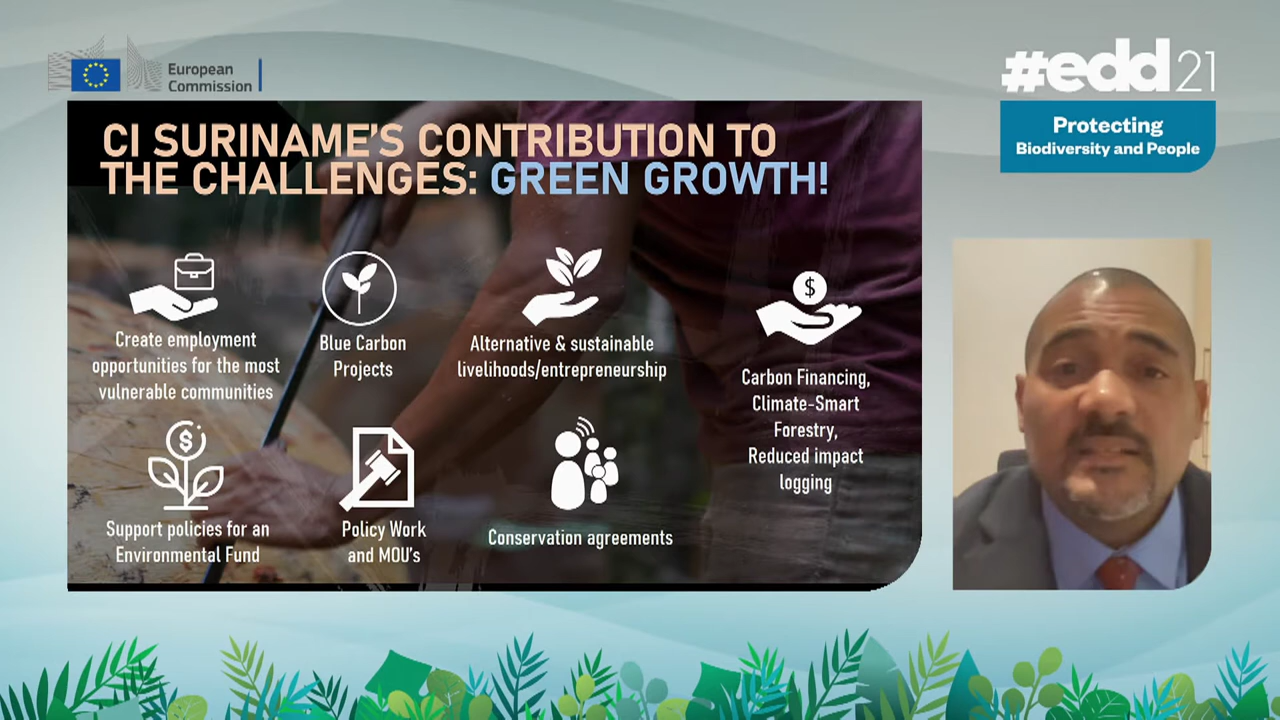 European
Commission
#edd21
Protecting
Biodiversity and People
CI SURINAME'S CONTRIBUTION TO
THE CHALLENGES: GREEN GROWTH!
Create employment
opportunities for the most
vulnerable communities
Blue Carbon
Projects
Alternative & sustainable
livelihoods/entrepreneurship
$
Carbon Financing,
Climate-Smart
Forestry,
Reduced impact
logging
$
Support policies for an
Environmental Fund
Policy Work
and MOU's
Conservation agreements